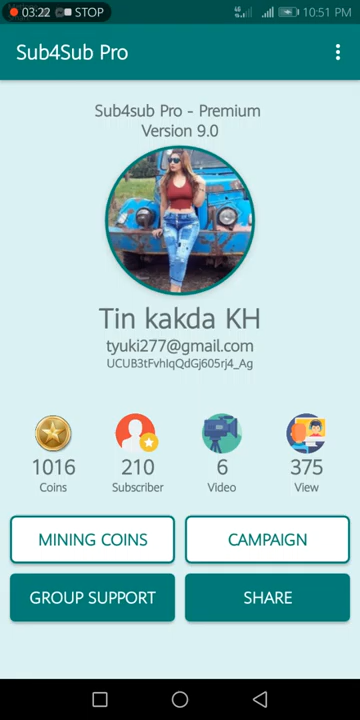 03:22 STOP 10:51 PM
Sub4Sub Pro
Sub4sub Pro - Premium
Version 9.0
Tin kakda KH
tyuki277@gmail.com
UCUB3tFvhIqQdGj605rj4_Ag
1016 210 6 375
Coins Subscriber Video View
MINING COINS CAMPAIGN
GROUP SUPPORT SHARE